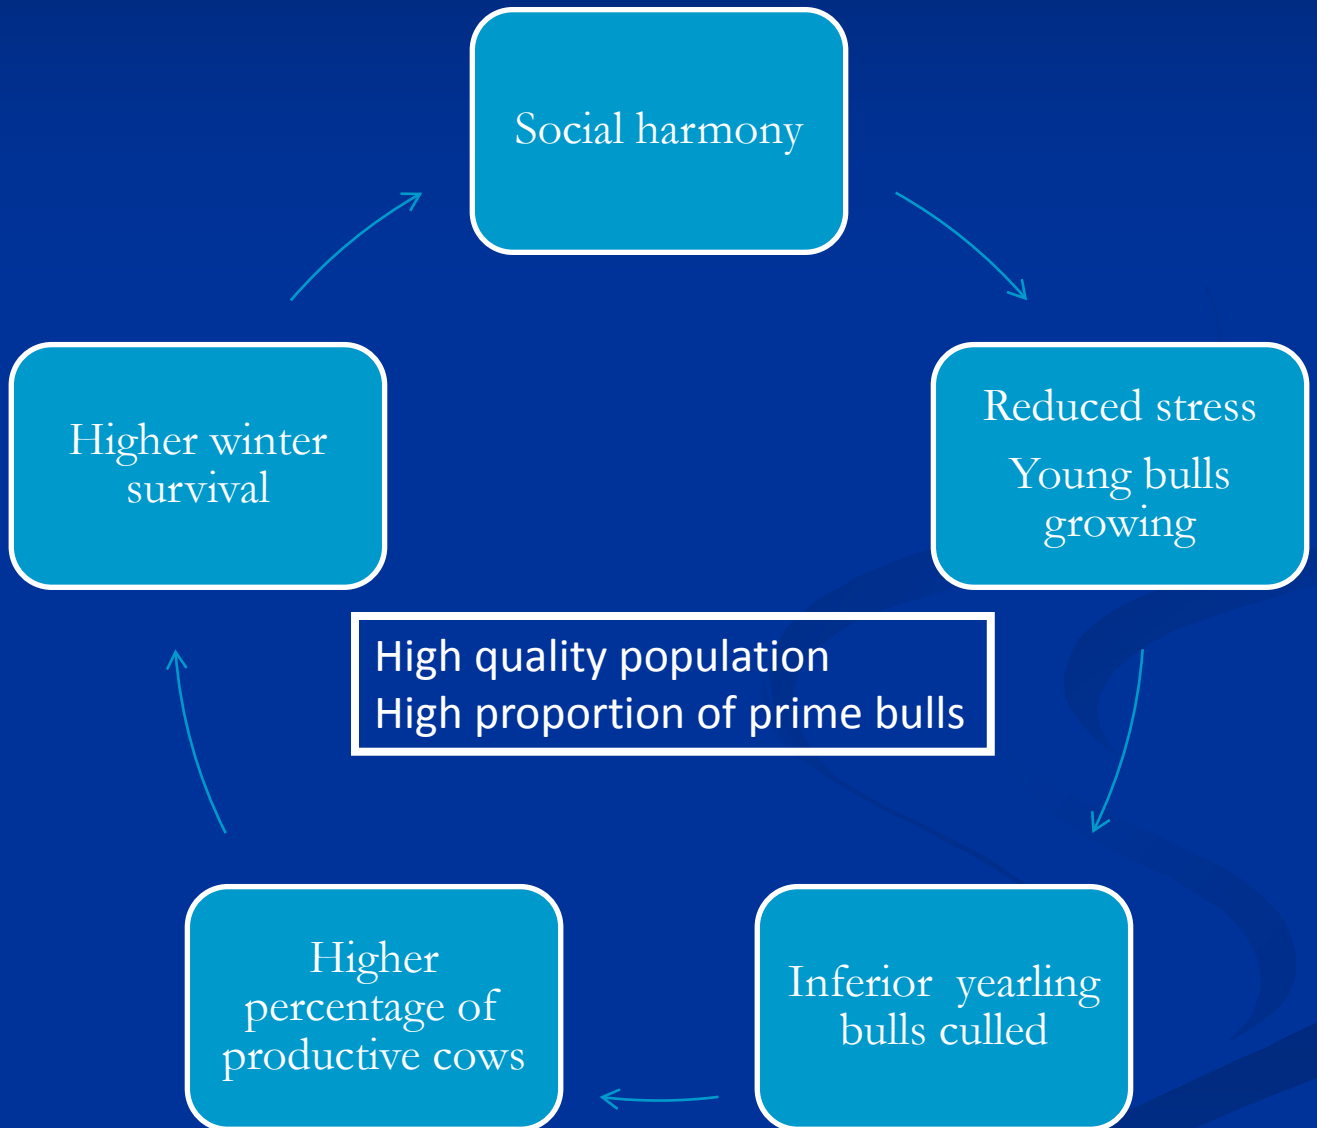 Social harmony
Reduced stress
Young bulls
growing
Inferior  yearling
bulls culled
Higher
percentage of
productive cows
Higher winter
survival
High quality population
High proportion of prime bulls